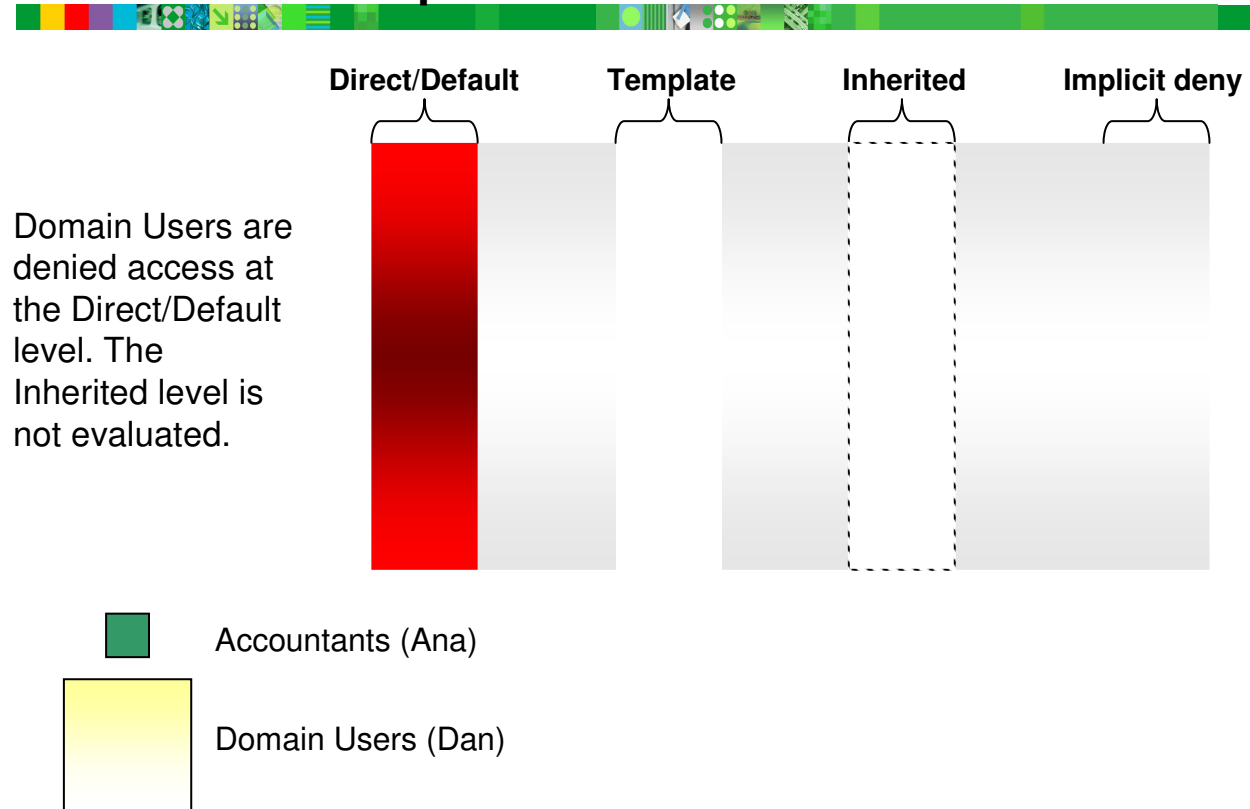 Direct/Default Template Inherited Implicit deny
Domain Users are
denied access at
the Direct/Default
level. The
Inherited level is
not evaluated.
Accountants (Ana)
Domain Users (Dan)